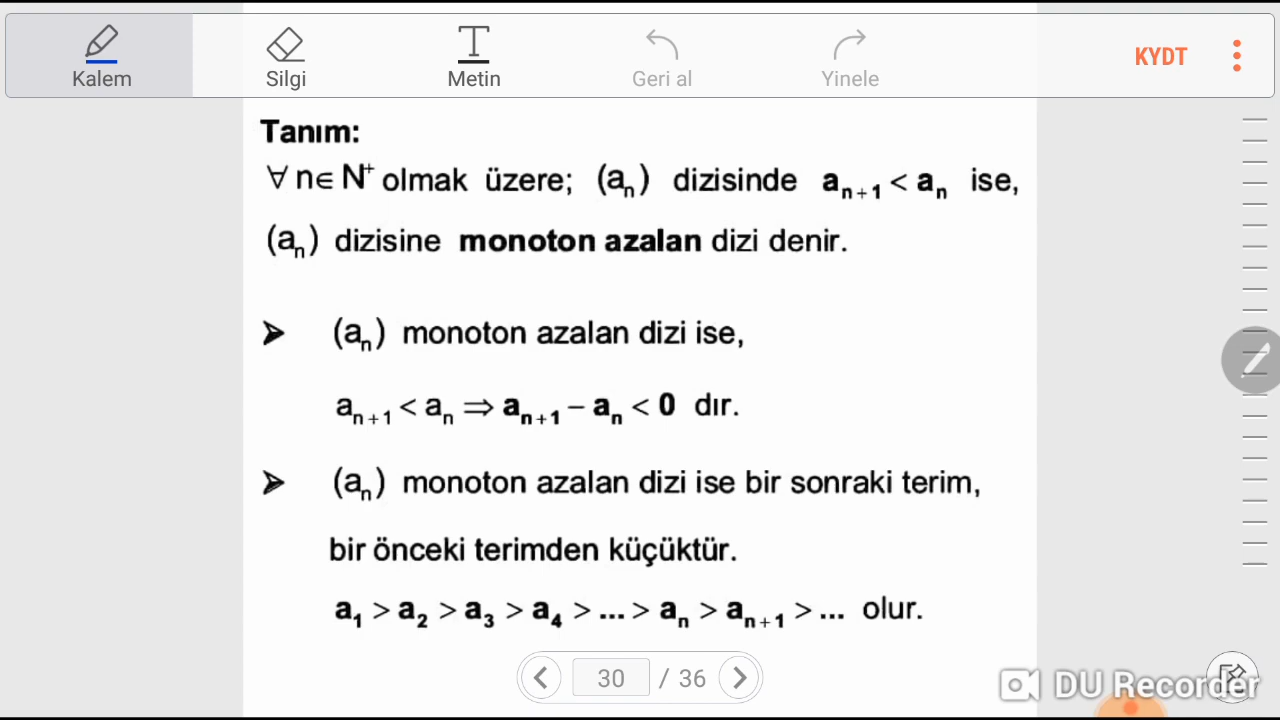 Kalem Silgi Metin Geri al Yinele KYDT
Tanım:
∀ n∈ N⁺ olmak üzere; (aₙ) dizisinde aₙ₊₁ < aₙ ise,
(aₙ) dizisine monoton azalan dizi denir.
➤ (aₙ) monoton azalan dizi ise,
aₙ₊₁ < aₙ ⇒ aₙ₊₁ − aₙ < 0 dır.
➤ (aₙ) monoton azalan dizi ise bir sonraki terim,
bir önceki terimden küçüktür.
a₁ > a₂ > a₃ > a₄ > ... > aₙ > aₙ₊₁ > ... olur.
30 / 36
DU Recorder